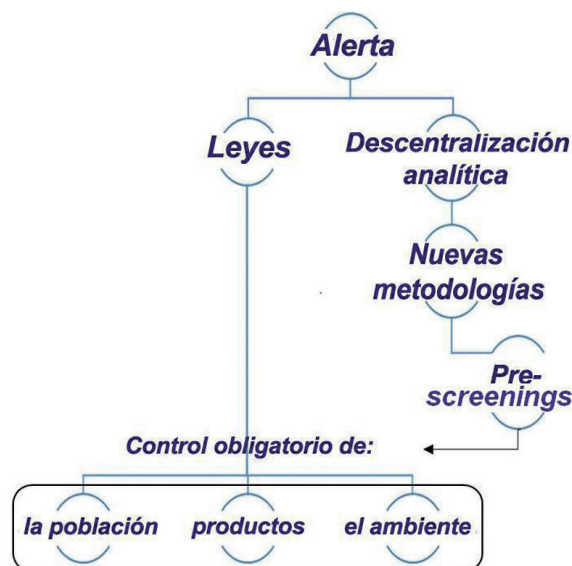 Alerta
Leyes
Descentralización
analítica
Nuevas
metodologías
Pre-
screenings
Control obligatorio de:
la población
productos
el ambiente